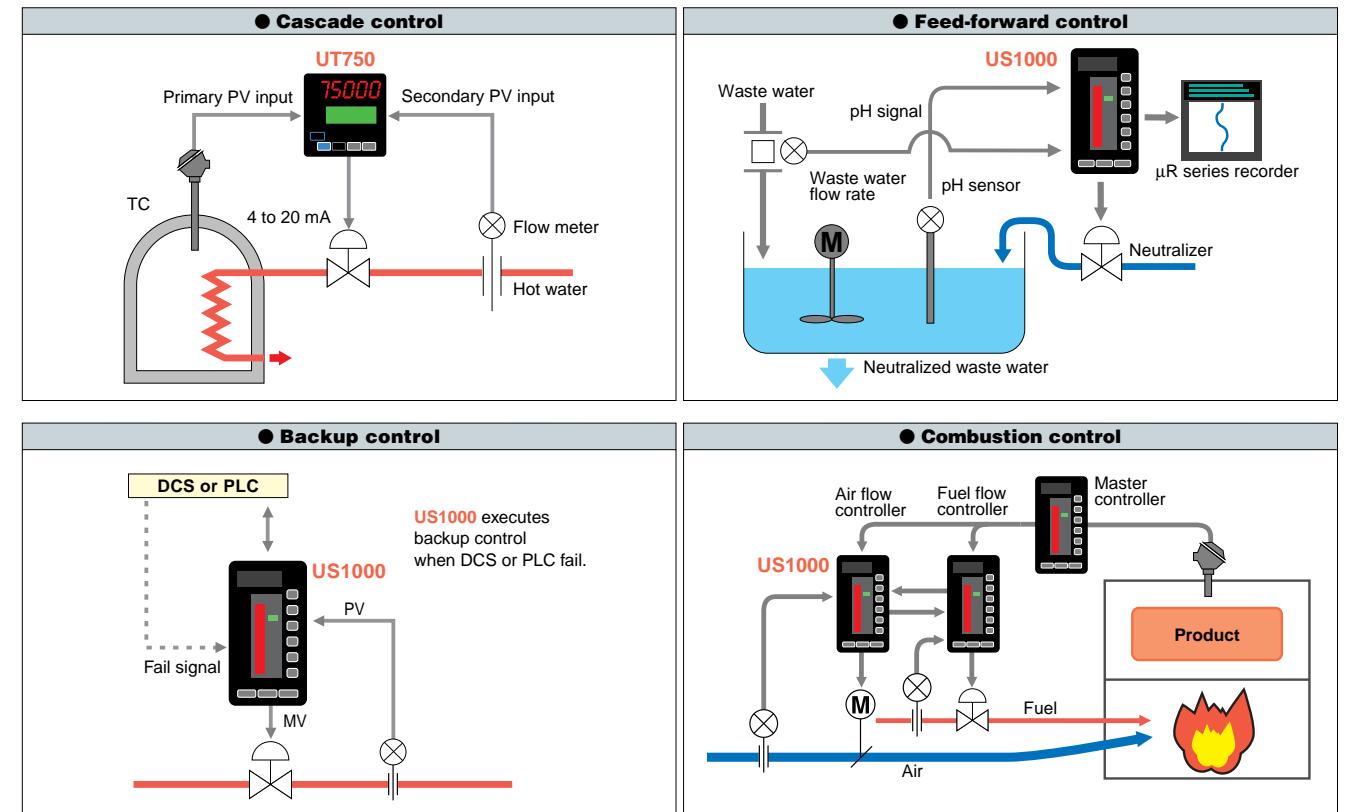 ● Cascade control
UT750
75000
Primary PV input
Secondary PV input
TC
4 to 20 mA
Flow meter
Hot water
● Feed-forward control
US1000
Waste water
pH signal
μR series recorder
Waste water
flow rate
pH sensor
M
Neutralizer
Neutralized waste water
● Backup control
DCS or PLC
US1000 executes
backup control
when DCS or PLC fail.
US1000
PV
Fail signal
MV
● Combustion control
Air flow
controller
Fuel flow
controller
Master
controller
US1000
Product
M
Fuel
Air